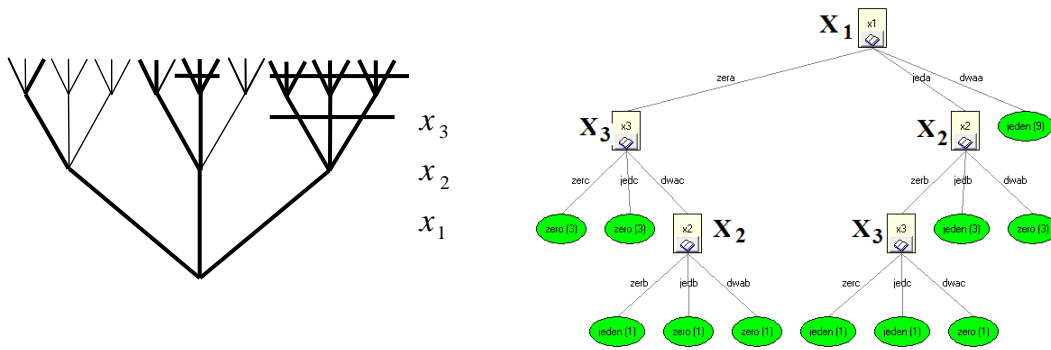 x3
x2
x1
X1
x1
zera
jeda
dwaa
X3
x3
X2
x2
jeden (9)
zerc
jedc
dwac
zerb
jedb
dwab
zero (3)
zero (3)
x2
X2
X3
x3
jeden (3)
zero (3)
zerb
jedb
dwab
zerc
jedc
dwac
jeden (1)
zero (1)
zero (1)
jeden (1)
jeden (1)
zero (1)